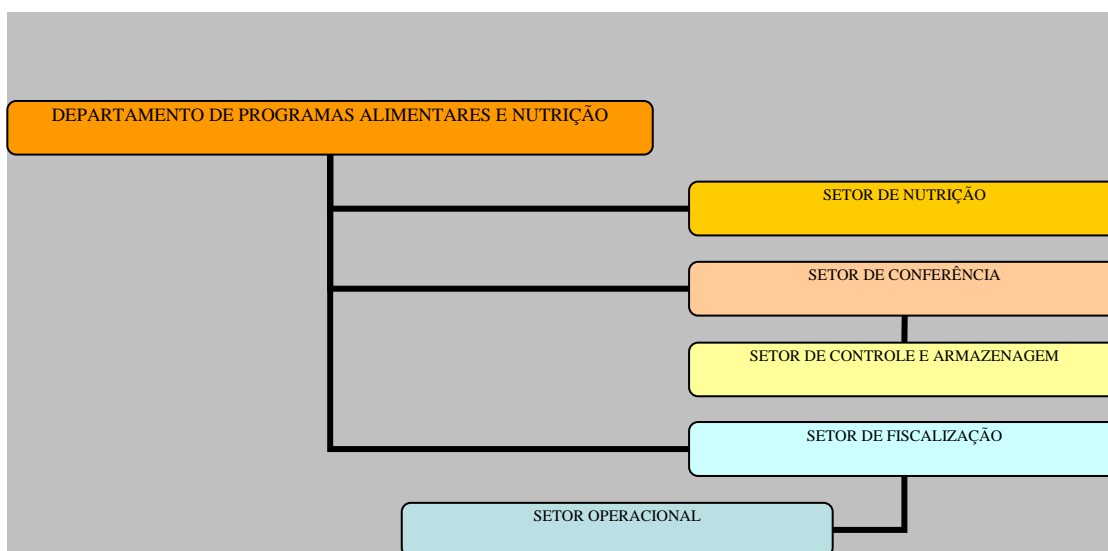 DEPARTAMENTO DE PROGRAMAS ALIMENTARES E NUTRIÇÃO
SETOR DE NUTRIÇÃO
SETOR DE CONFERÊNCIA
SETOR DE CONTROLE E ARMAZENAGEM
SETOR DE FISCALIZAÇÃO
SETOR OPERACIONAL